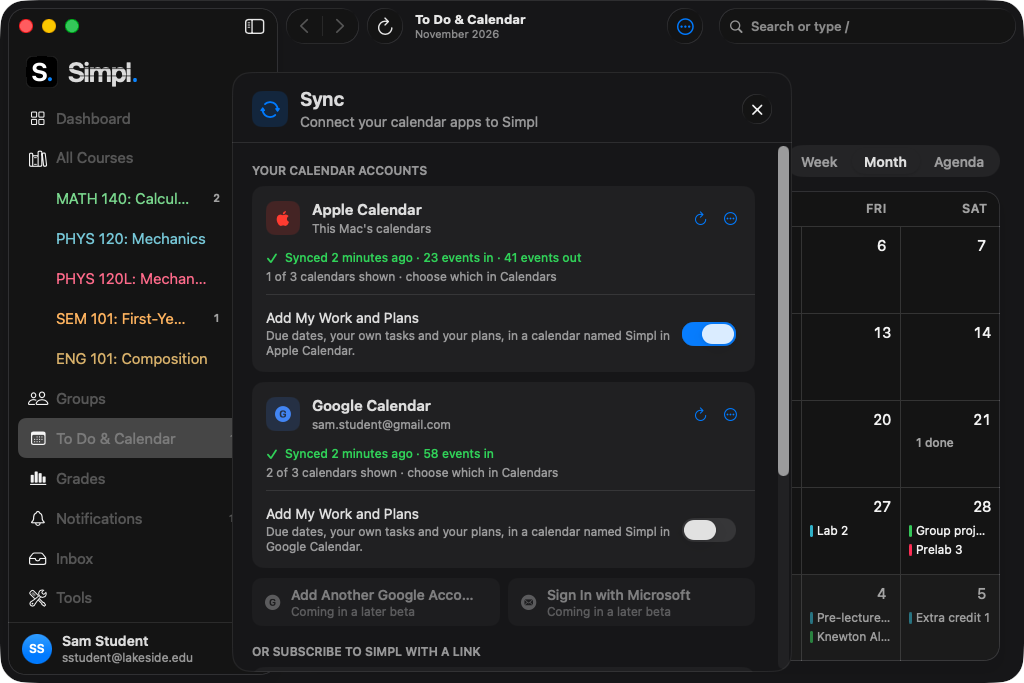 To Do & Calendar
November 2026
Search or type /
S.
Simpl.
Dashboard
All Courses
MATH 140: Calcul... 2
PHYS 120: Mechanics
PHYS 120L: Mechan...
SEM 101: First-Ye... 1
ENG 101: Composition
Groups
To Do & Calendar
Grades
Notifications
Inbox
Tools
SS
Sam Student
sstudent@lakeside.edu
Sync
Connect your calendar apps to Simpl
YOUR CALENDAR ACCOUNTS
Apple Calendar
This Mac's calendars
Synced 2 minutes ago · 23 events in · 41 events out
1 of 3 calendars shown · choose which in Calendars
Add My Work and Plans
Due dates, your own tasks and your plans, in a calendar named Simpl in
Apple Calendar.
G
Google Calendar
sam.student@gmail.com
Synced 2 minutes ago · 58 events in
2 of 3 calendars shown · choose which in Calendars
Add My Work and Plans
Due dates, your own tasks and your plans, in a calendar named Simpl in
Google Calendar.
G
Add Another Google Acco...
Coming in a later beta
Sign In with Microsoft
Coming in a later beta
OR SUBSCRIBE TO SIMPL WITH A LINK
Week Month Agenda
FRI SAT
6 7
13 14
20 21
1 done
27 28
Lab 2 Group proj...
Prelab 3
4 5
Pre-lecture... Extra credit 1
Knewton Al...